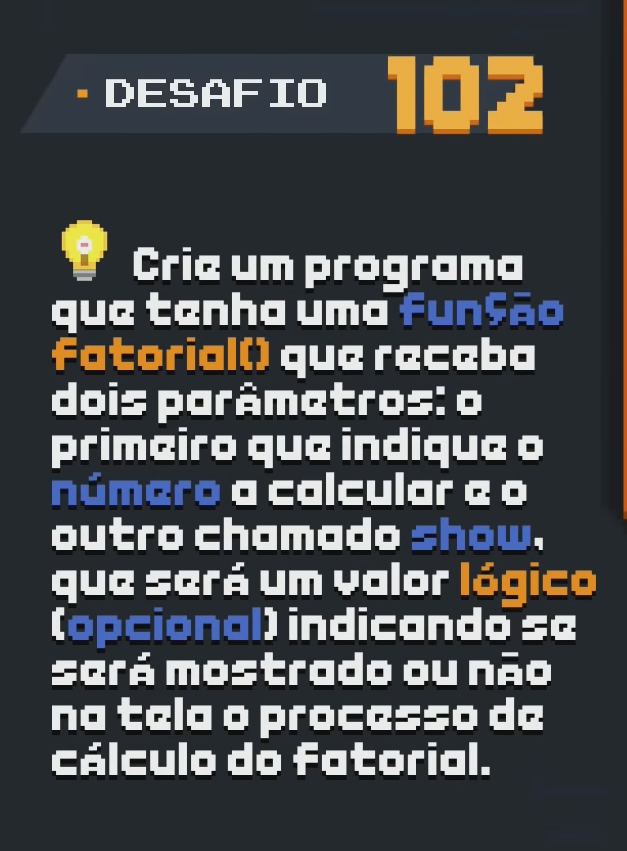 DESAFIO 102
Crie um programa
que tenha uma função
fatorial() que receba
dois parâmetros: o
primeiro que indique o
número a calcular e o
outro chamado show,
que será um valor lógico
(opcional) indicando se
será mostrado ou não
na tela o processo de
cálculo do fatorial.